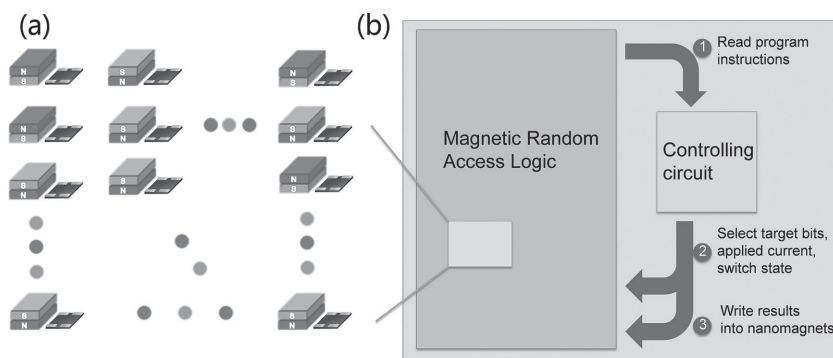 (a)
(b)
N
S
S
N
N
S
N
S
S
N
S
N
S
N
S
N
N
S
S
N
S
N
Magnetic Random
Access Logic
1
Read program
instructions
Controlling
circuit
2
Select target bits,
applied current,
switch state
3
Write results
into nanomagnets